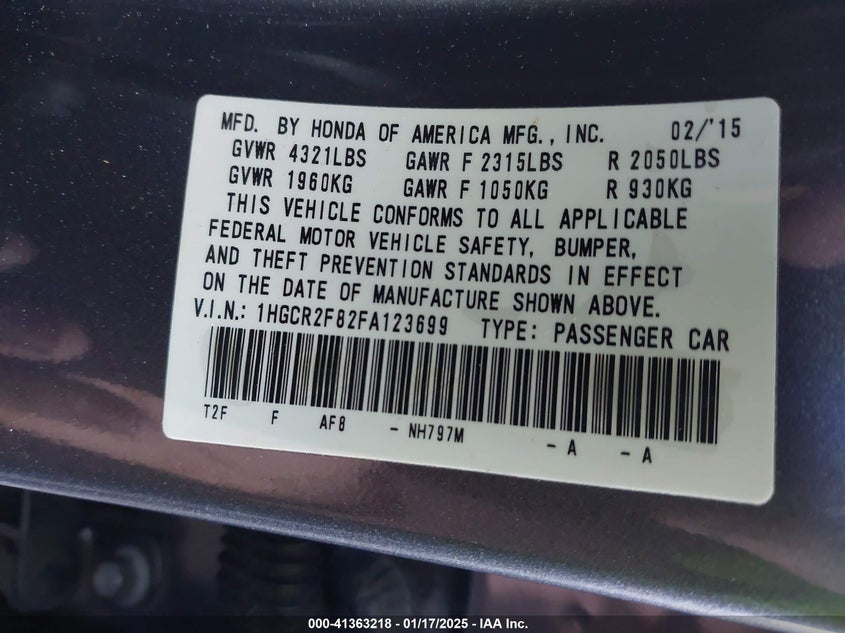 MFD. BY HONDA OF AMERICA MFG., INC. 02/'15
GVWR 4321LBS GAWR F 2315LBS R 2050LBS
GVWR 1960KG GAWR F 1050KG R 930KG
THIS VEHICLE CONFORMS TO ALL APPLICABLE
FEDERAL MOTOR VEHICLE SAFETY, BUMPER,
AND THEFT PREVENTION STANDARDS IN EFFECT
ON THE DATE OF MANUFACTURE SHOWN ABOVE.
V.I.N.: 1HGCR2F82FA123699 TYPE: PASSENGER CAR
T2F F AF8 - NH797M - A - A
000-41363218 - 01/17/2025 - IAA Inc.